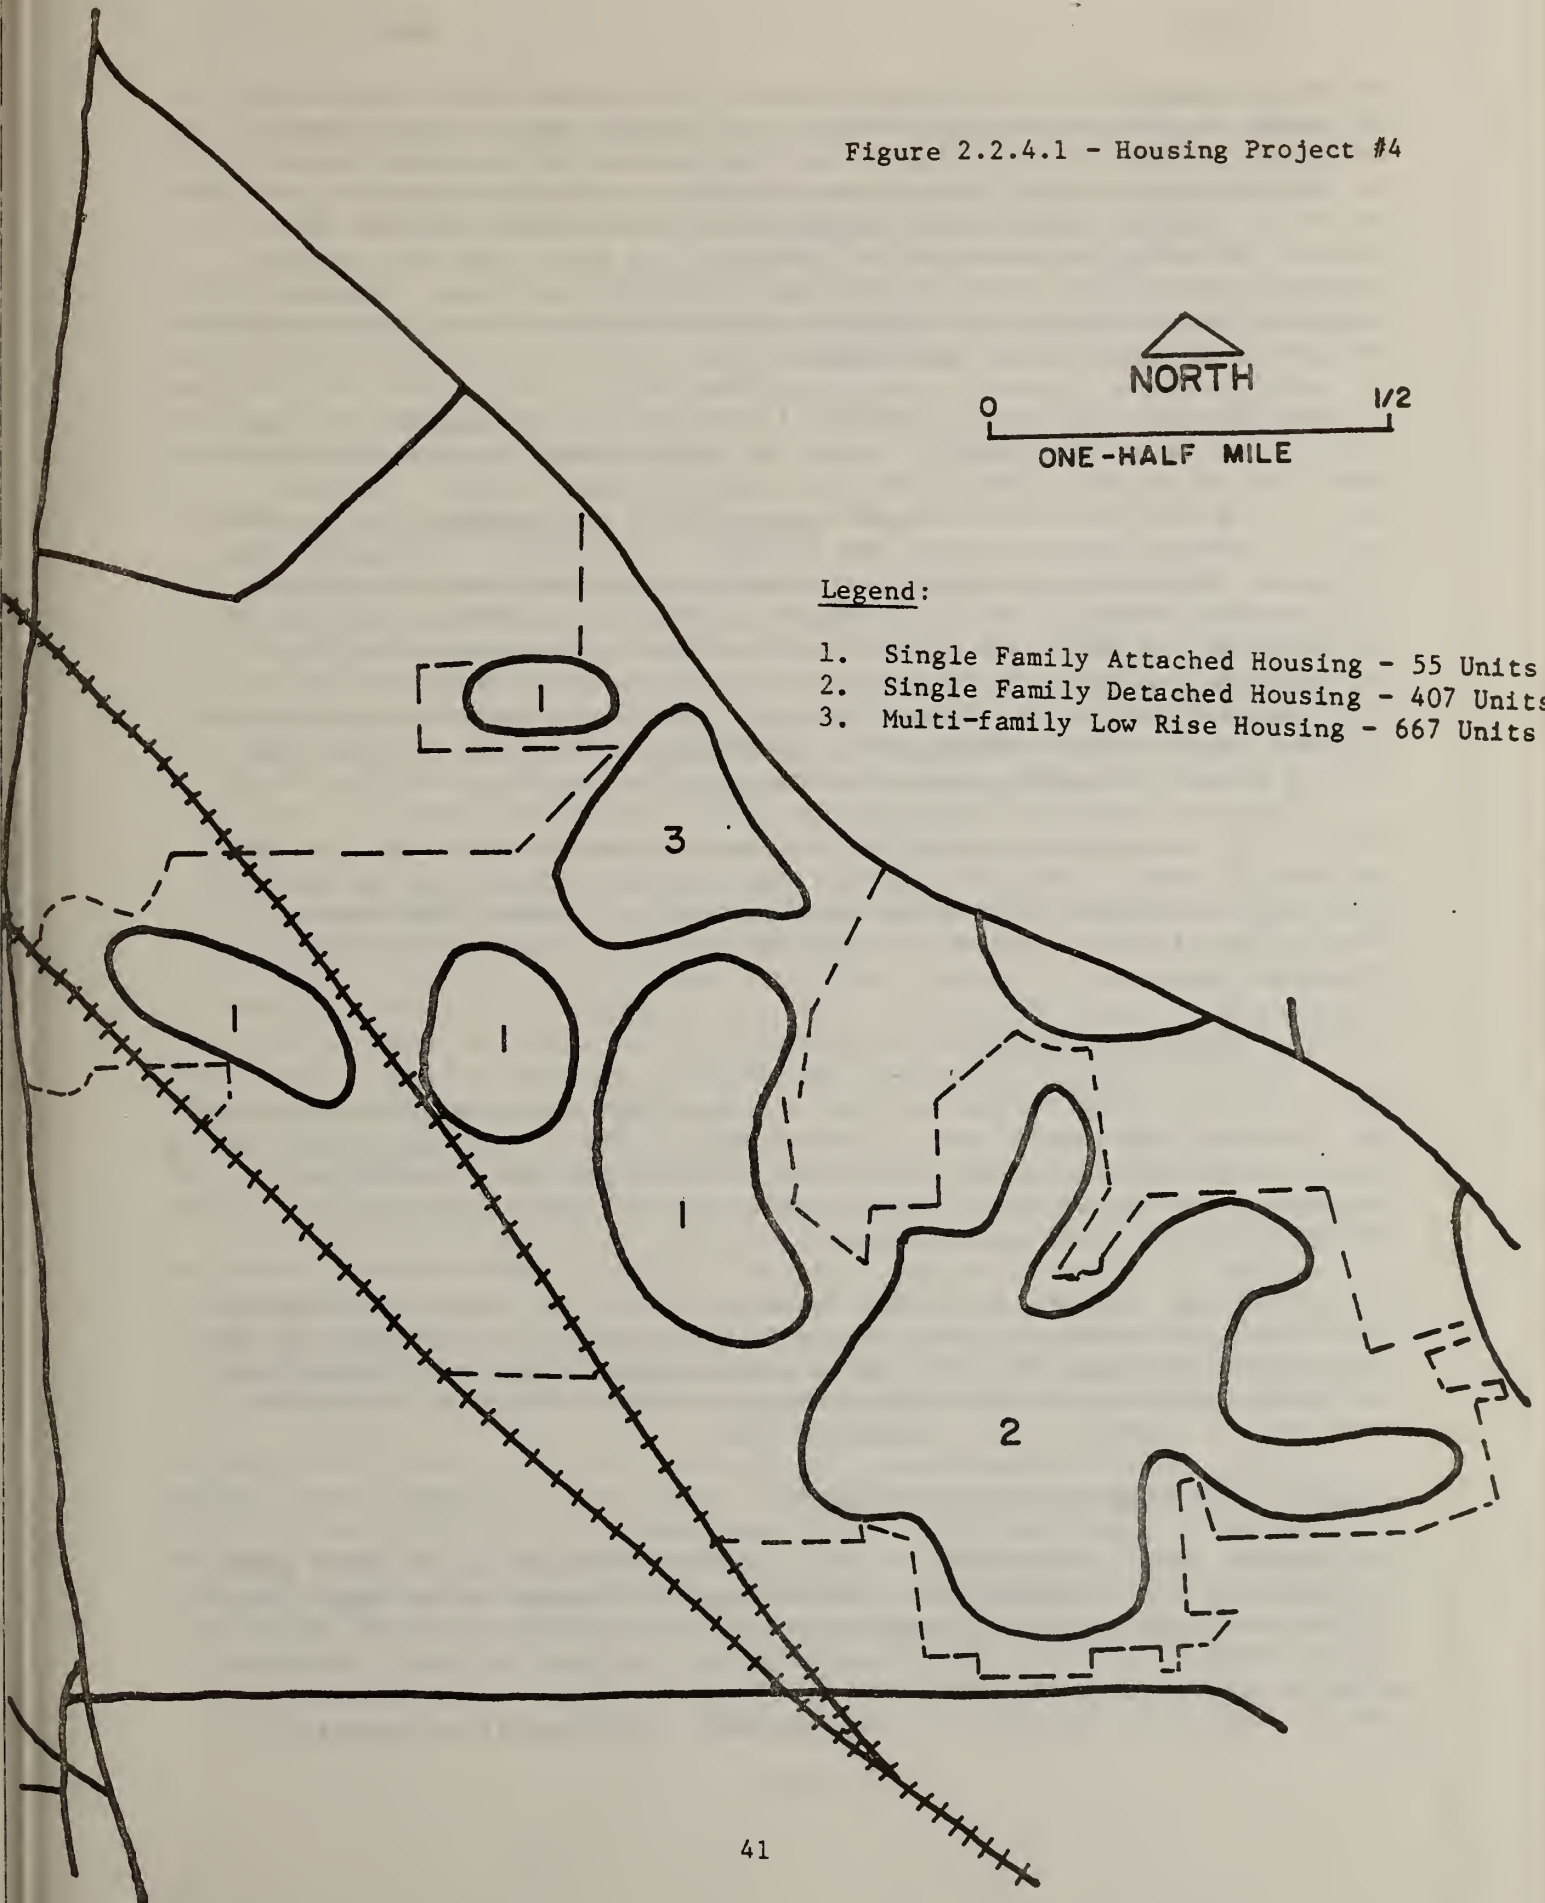 Figure 2.2.4.1 - Housing Project #4
NORTH
0 1/2
ONE-HALF MILE
Legend:
1. Single Family Attached Housing - 55 Units
2. Single Family Detached Housing - 407 Units
3. Multi-family Low Rise Housing - 667 Units
1
3
1
1
1
2
41